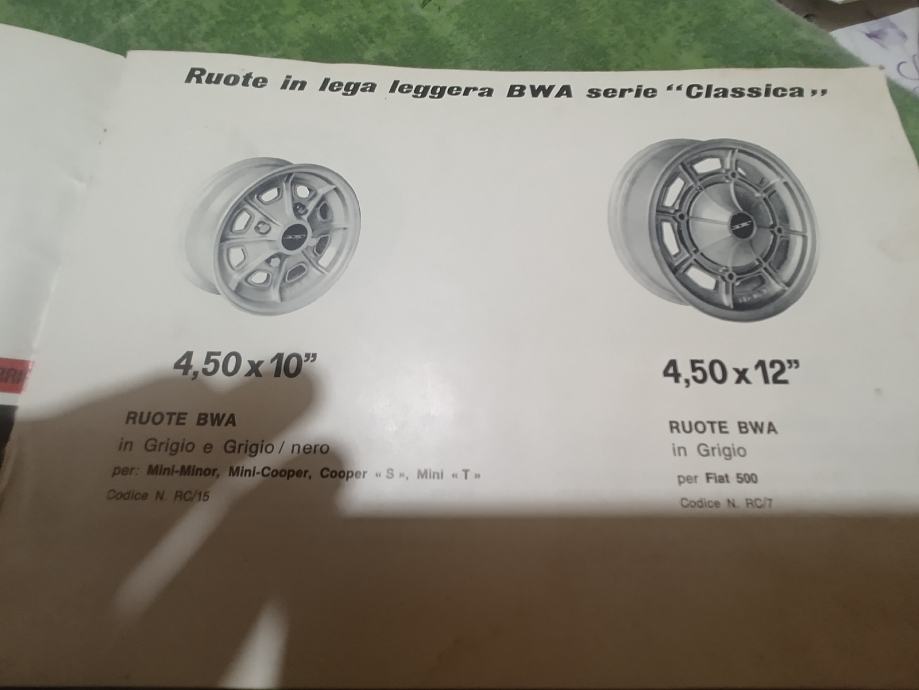 Ruote in lega leggera BWA serie “Classica„
4,50 x 10”
RUOTE BWA
in Grigio e Grigio / nero
per: Mini-Minor, Mini-Cooper, Cooper « S », Mini « T »
Codice N. RC/15
4,50 x 12”
RUOTE BWA
in Grigio
per Fiat 500
Codice N. RC/7